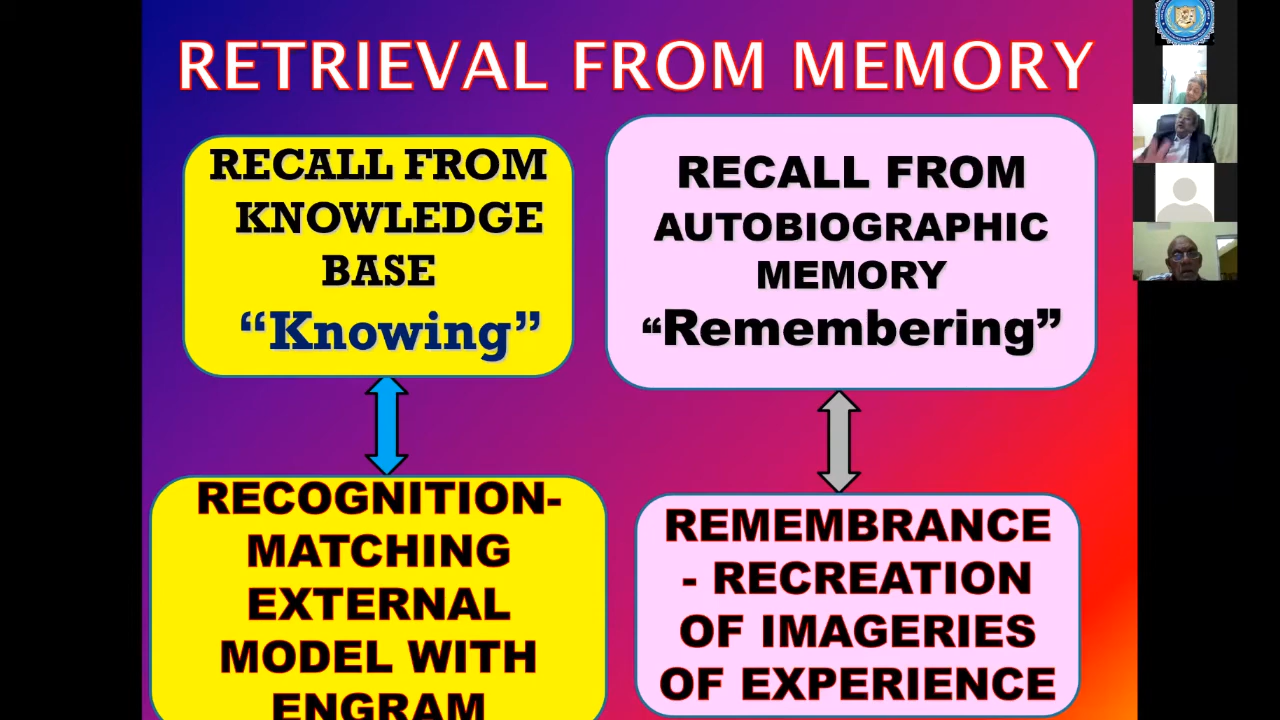 RETRIEVAL FROM MEMORY
RECALL FROM
KNOWLEDGE
BASE
“Knowing”
RECALL FROM
AUTOBIOGRAPHIC
MEMORY
“Remembering”
RECOGNITION-
MATCHING
EXTERNAL
MODEL WITH
ENGRAM
REMEMBRANCE
- RECREATION
OF IMAGERIES
OF EXPERIENCE